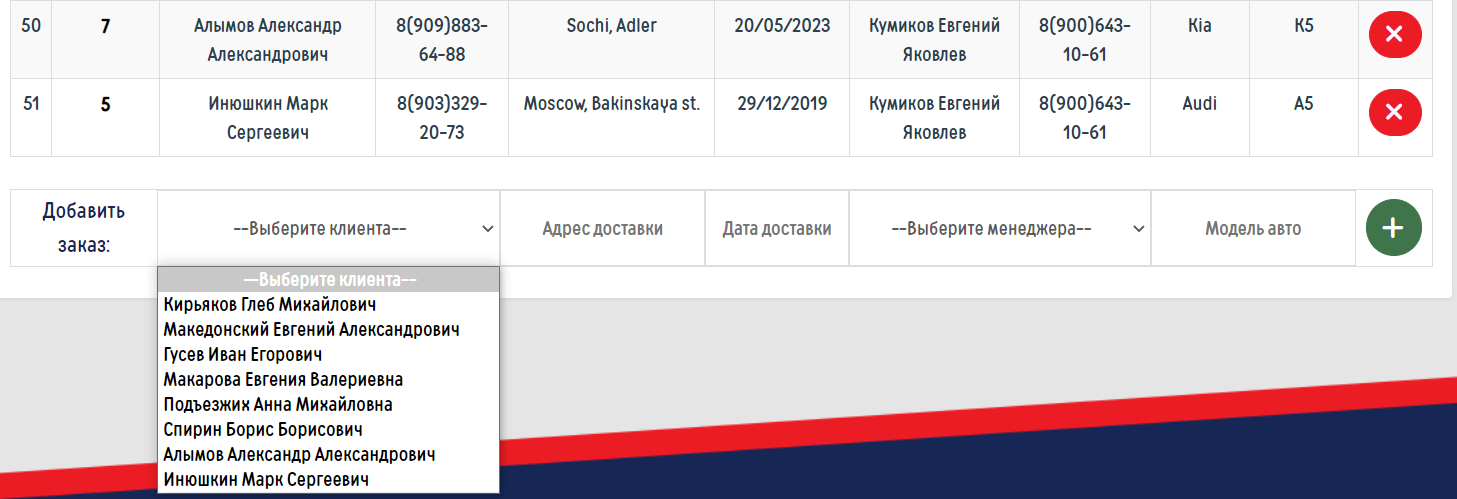 50 7 Алымов Александр Александрович 8(909)883-64-88 Sochi, Adler 20/05/2023 Кумиков Евгений Яковлев 8(900)643-10-61 Kia K5
51 5 Инюшкин Марк Сергеевич 8(903)329-20-73 Moscow, Bakinskaya st. 29/12/2019 Кумиков Евгений Яковлев 8(900)643-10-61 Audi A5
Добавить заказ: --Выберите клиента-- Адрес доставки Дата доставки --Выберите менеджера-- Модель авто
--Выберите клиента--
Кирьяков Глеб Михайлович
Македонский Евгений Александрович
Гусев Иван Егорович
Макарова Евгения Валериевна
Подъезжих Анна Михайловна
Спирин Борис Борисович
Алымов Александр Александрович
Инюшкин Марк Сергеевич